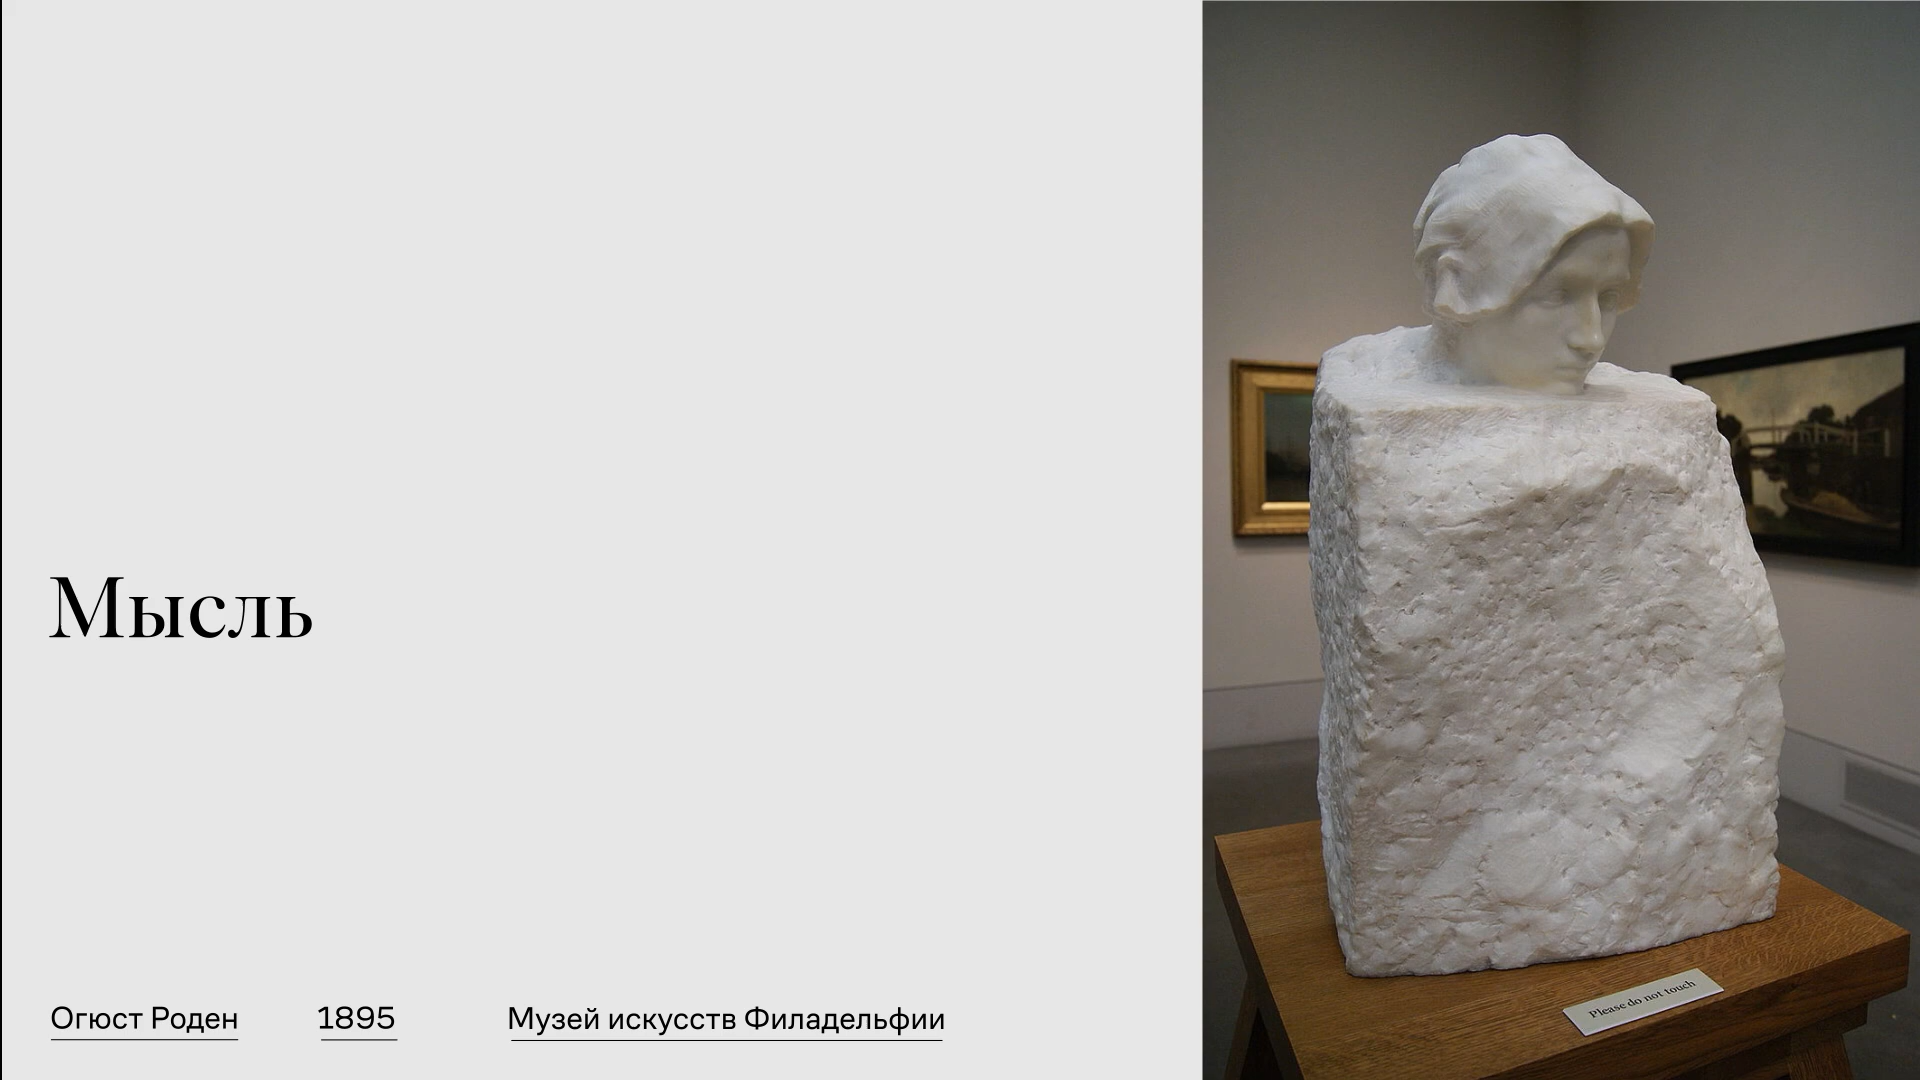 Мысль
Огюст Роден
1895
Музей искусств Филадельфии
Please do not touch